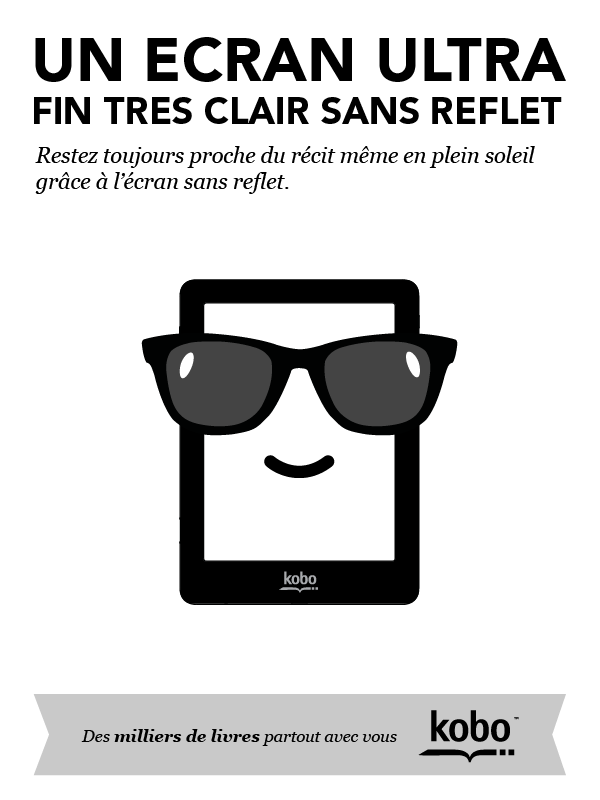 UN ECRAN ULTRA
FIN TRES CLAIR SANS REFLET
Restez toujours proche du récit même en plein soleil
grâce à l’écran sans reflet.
kobo
Des milliers de livres partout avec vous
kobo™